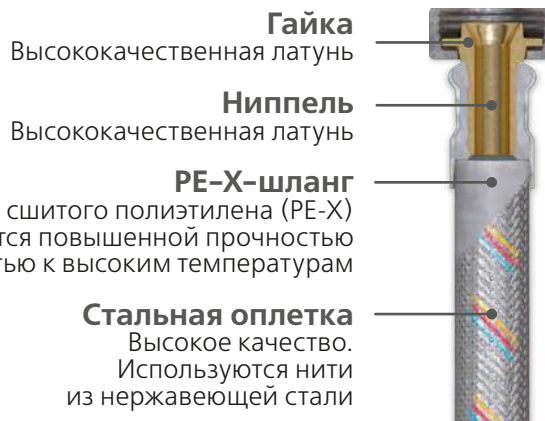 Гайка
Высококачественная латунь
Ниппель
Высококачественная латунь
PE-X-шланг
сшитого полиэтилена (PE-X)
повышенной прочностью
к высоким температурам
Стальная оплетка
Высокое качество.
Используются нити
из нержавеющей стали